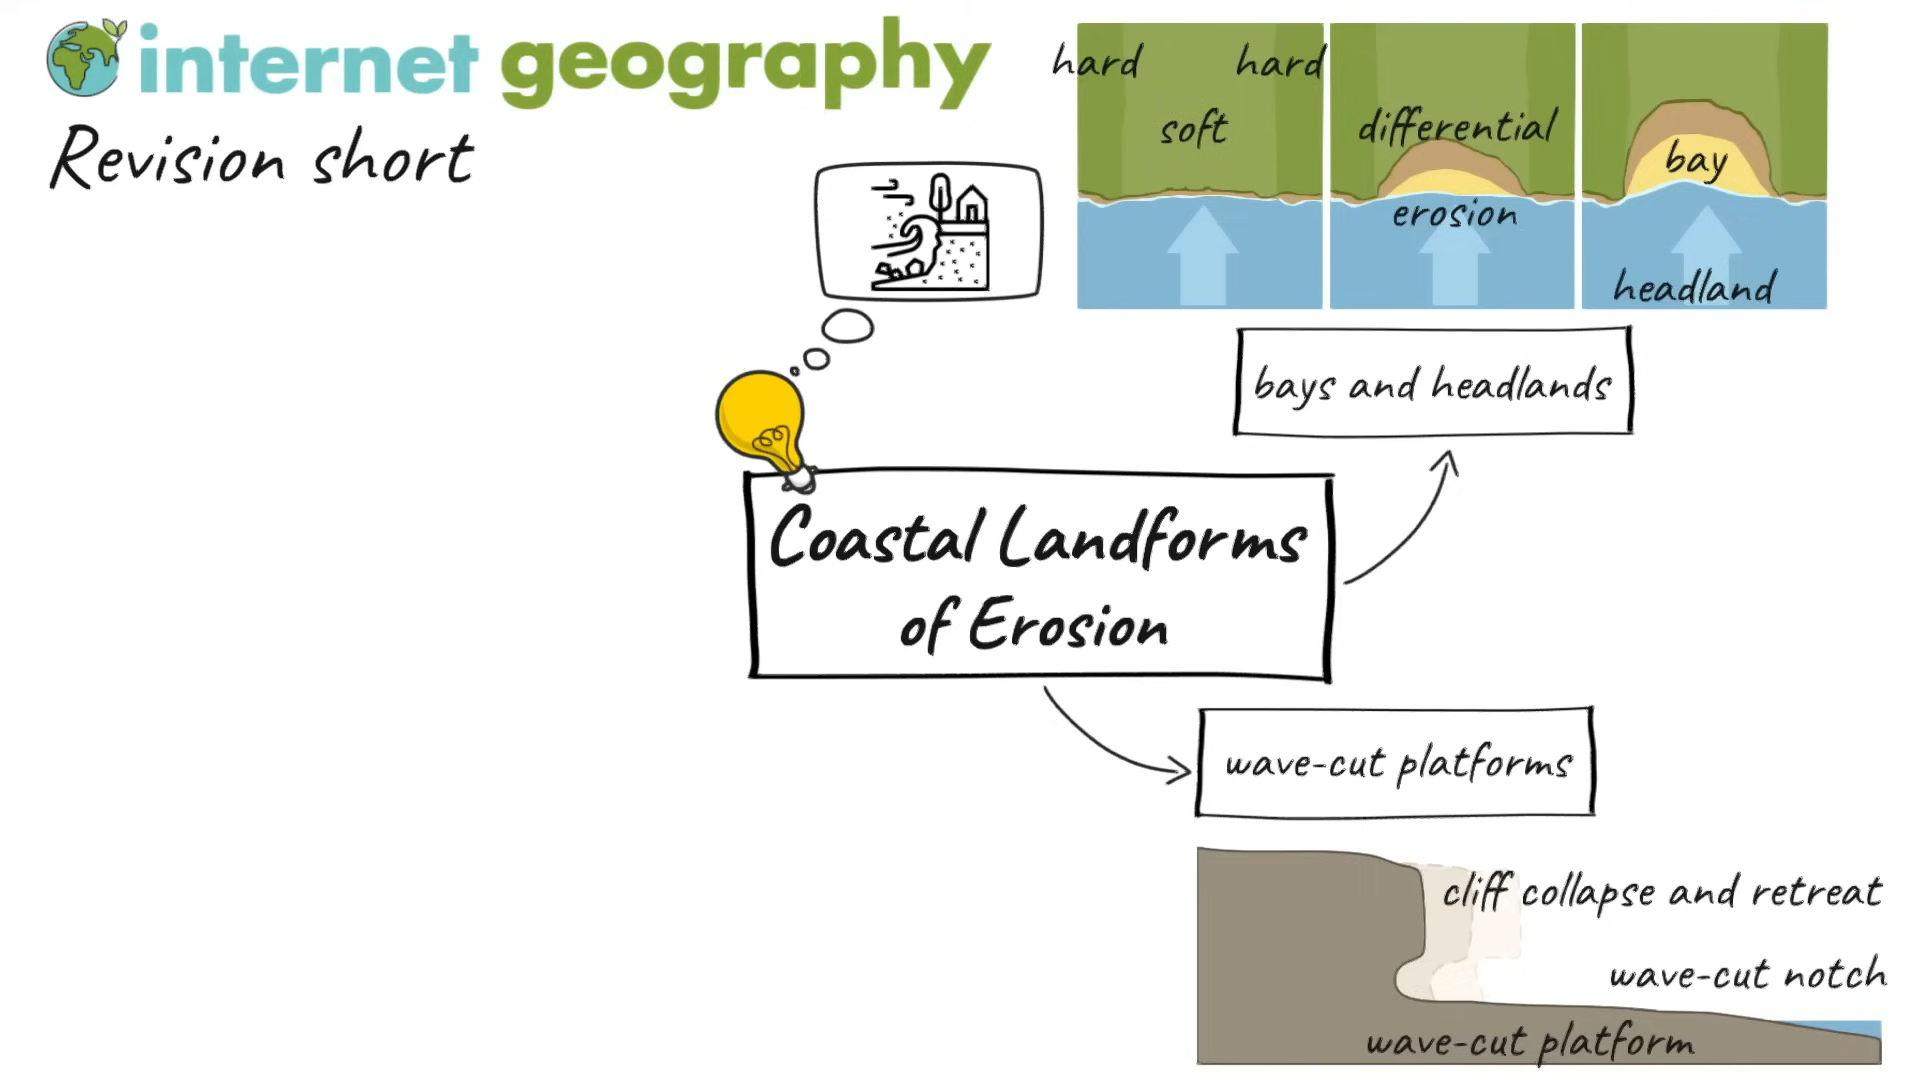 internet geography
Revision short
hard hard
soft
differential
erosion
bay
headland
bays and headlands
Coastal Landforms
of Erosion
wave-cut platforms
cliff collapse and retreat
wave-cut notch
wave-cut platform